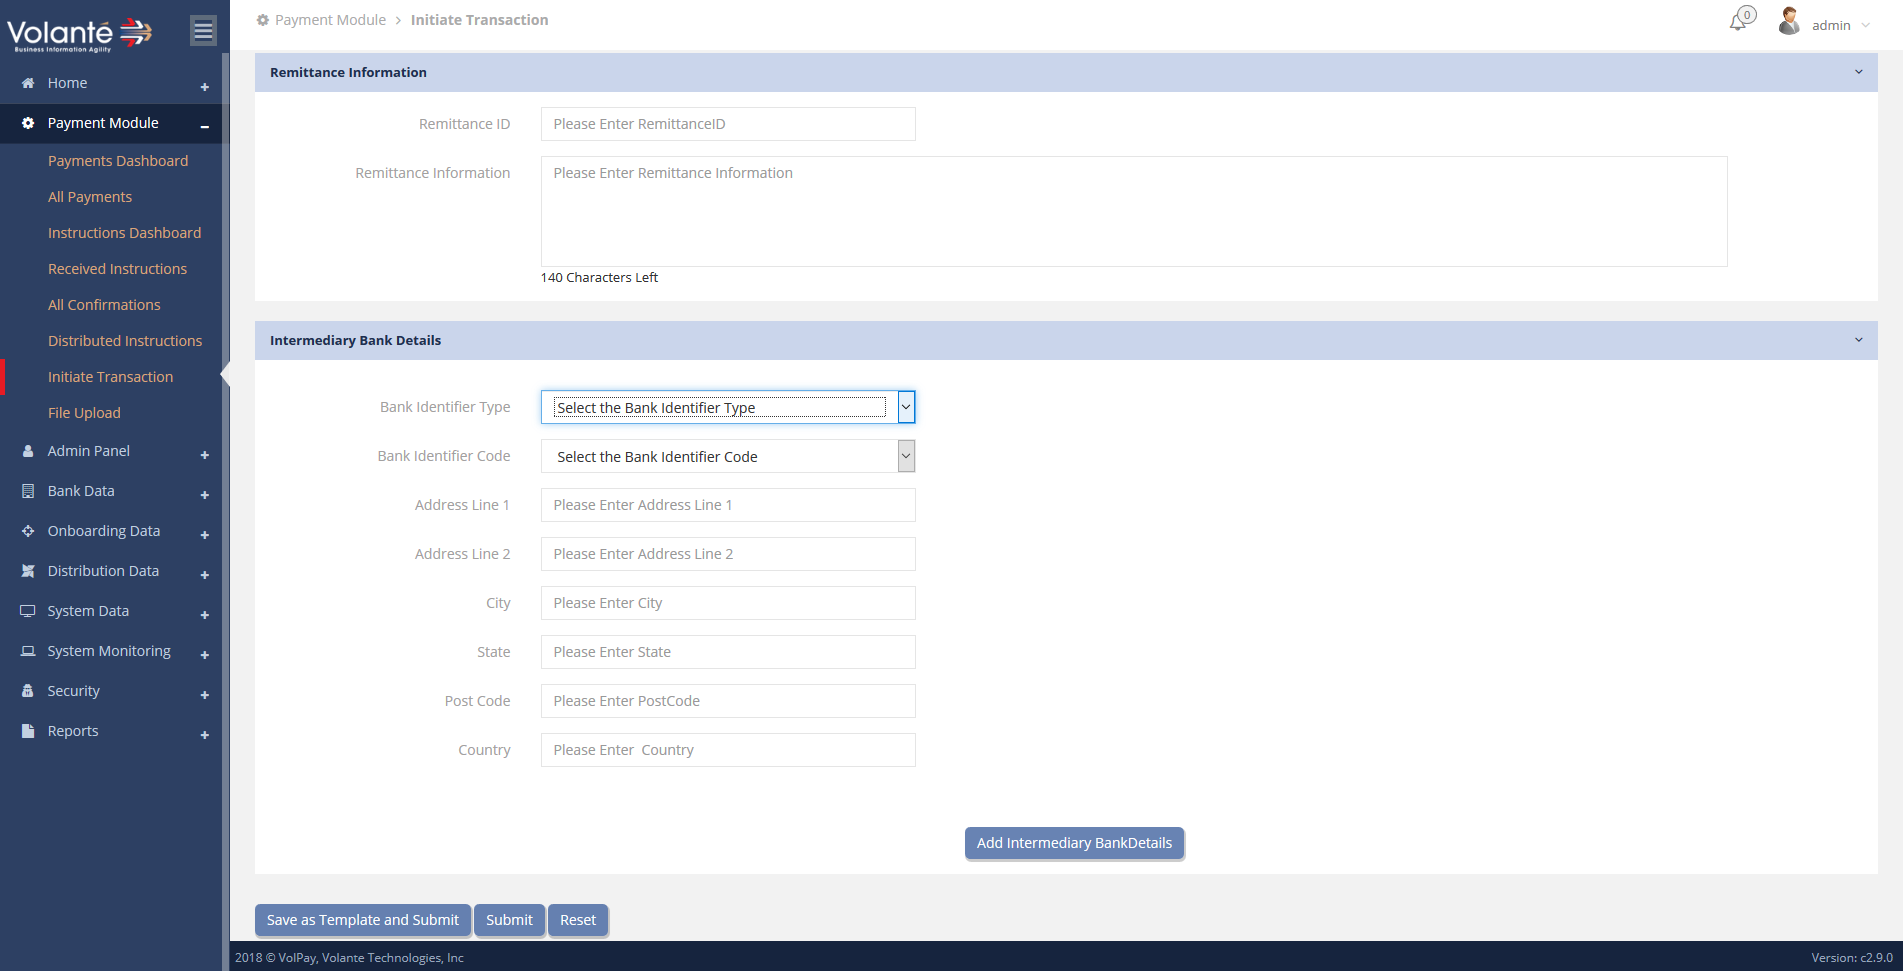 Volanté
Business Information Agility
Home
Payment Module
Payments Dashboard
All Payments
Instructions Dashboard
Received Instructions
All Confirmations
Distributed Instructions
Initiate Transaction
File Upload
Admin Panel
Bank Data
Onboarding Data
Distribution Data
System Data
System Monitoring
Security
Reports
Payment Module > Initiate Transaction
0
admin
Remittance Information
Remittance ID Please Enter RemittanceID
Remittance Information Please Enter Remittance Information
140 Characters Left
Intermediary Bank Details
Bank Identifier Type Select the Bank Identifier Type
Bank Identifier Code Select the Bank Identifier Code
Address Line 1 Please Enter Address Line 1
Address Line 2 Please Enter Address Line 2
City Please Enter City
State Please Enter State
Post Code Please Enter PostCode
Country Please Enter  Country
Add Intermediary BankDetails
Save as Template and Submit Submit Reset
2018 © VolPay, Volante Technologies, Inc Version: c2.9.0